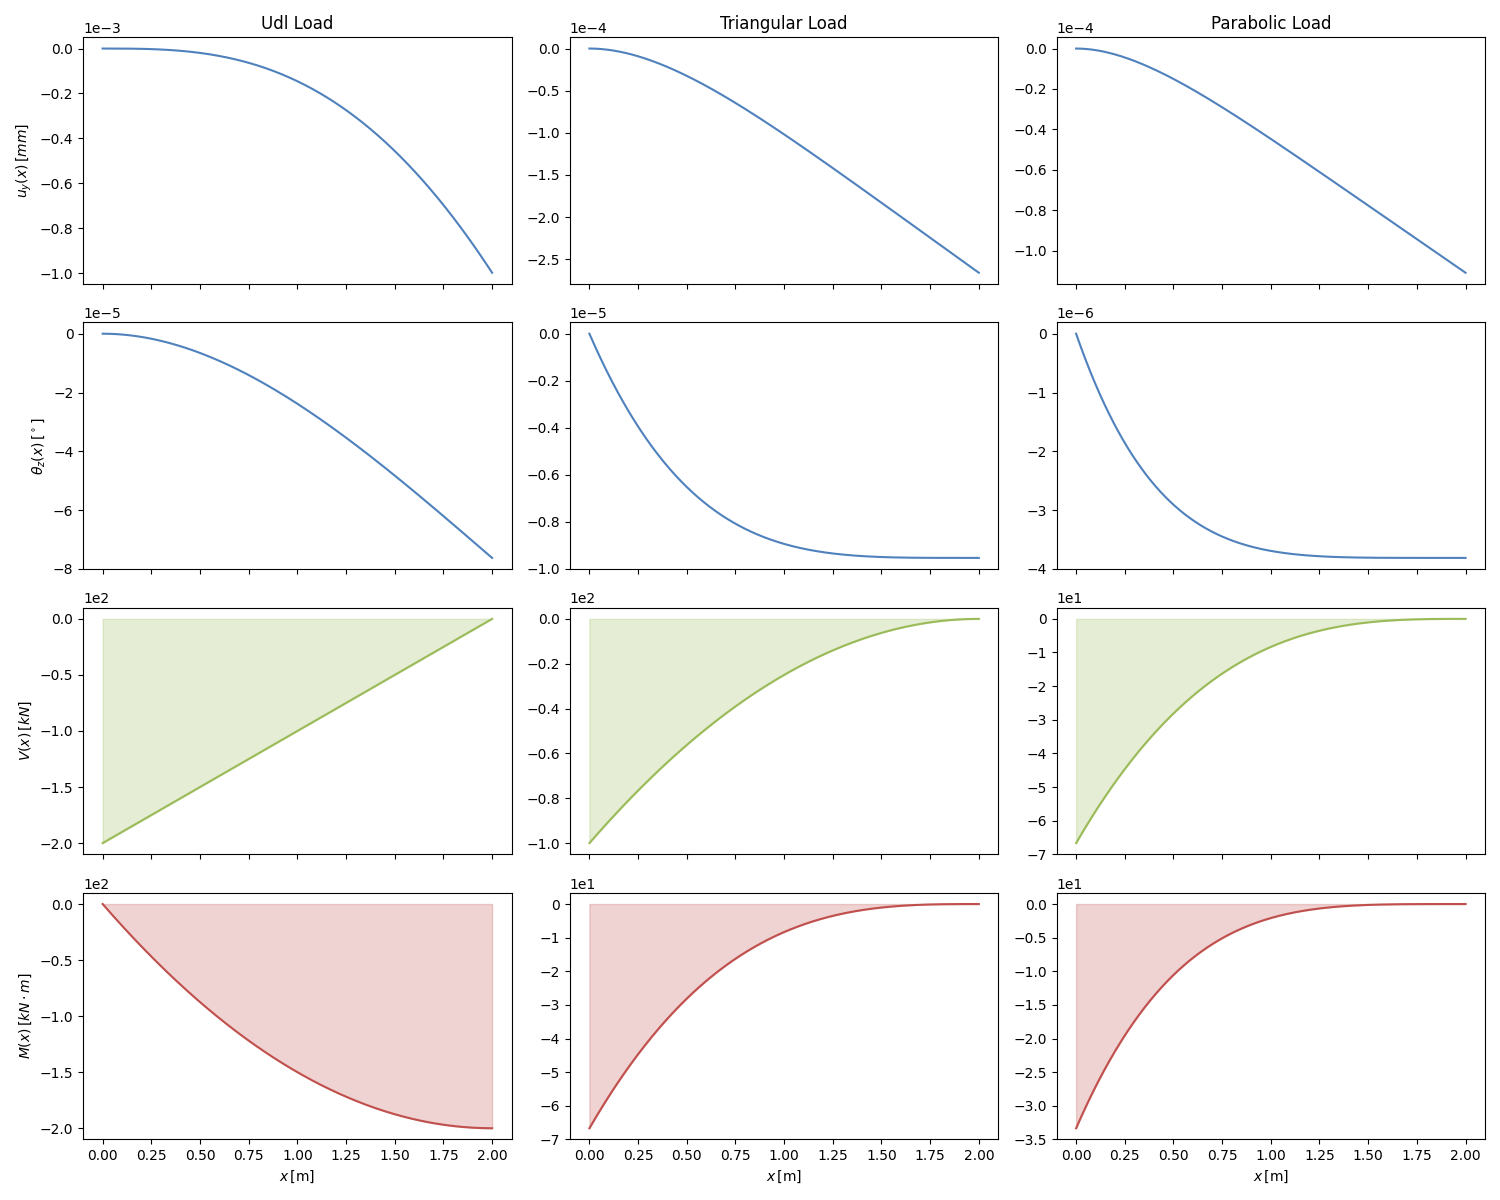 Udl Load
Triangular Load
Parabolic Load
1e−3
1e−4
1e−4
0.0
−0.2
−0.4
−0.6
−0.8
−1.0
u_y(x) [mm]
0.0
−0.5
−1.0
−1.5
−2.0
−2.5
0.0
−0.2
−0.4
−0.6
−0.8
−1.0
1e−5
1e−5
1e−6
0
−2
−4
−6
−8
θ_z(x) [°]
0.0
−0.2
−0.4
−0.6
−0.8
−1.0
0
−1
−2
−3
−4
1e2
1e2
1e1
0.0
−0.5
−1.0
−1.5
−2.0
V(x) [kN]
0.0
−0.2
−0.4
−0.6
−0.8
−1.0
0
−1
−2
−3
−4
−5
−6
−7
1e2
1e1
1e1
0.0
−0.5
−1.0
−1.5
−2.0
M(x) [kN · m]
0
−1
−2
−3
−4
−5
−6
−7
0.0
−0.5
−1.0
−1.5
−2.0
−2.5
−3.0
−3.5
0.00 0.25 0.50 0.75 1.00 1.25 1.50 1.75 2.00
0.00 0.25 0.50 0.75 1.00 1.25 1.50 1.75 2.00
0.00 0.25 0.50 0.75 1.00 1.25 1.50 1.75 2.00
x [m]
x [m]
x [m]